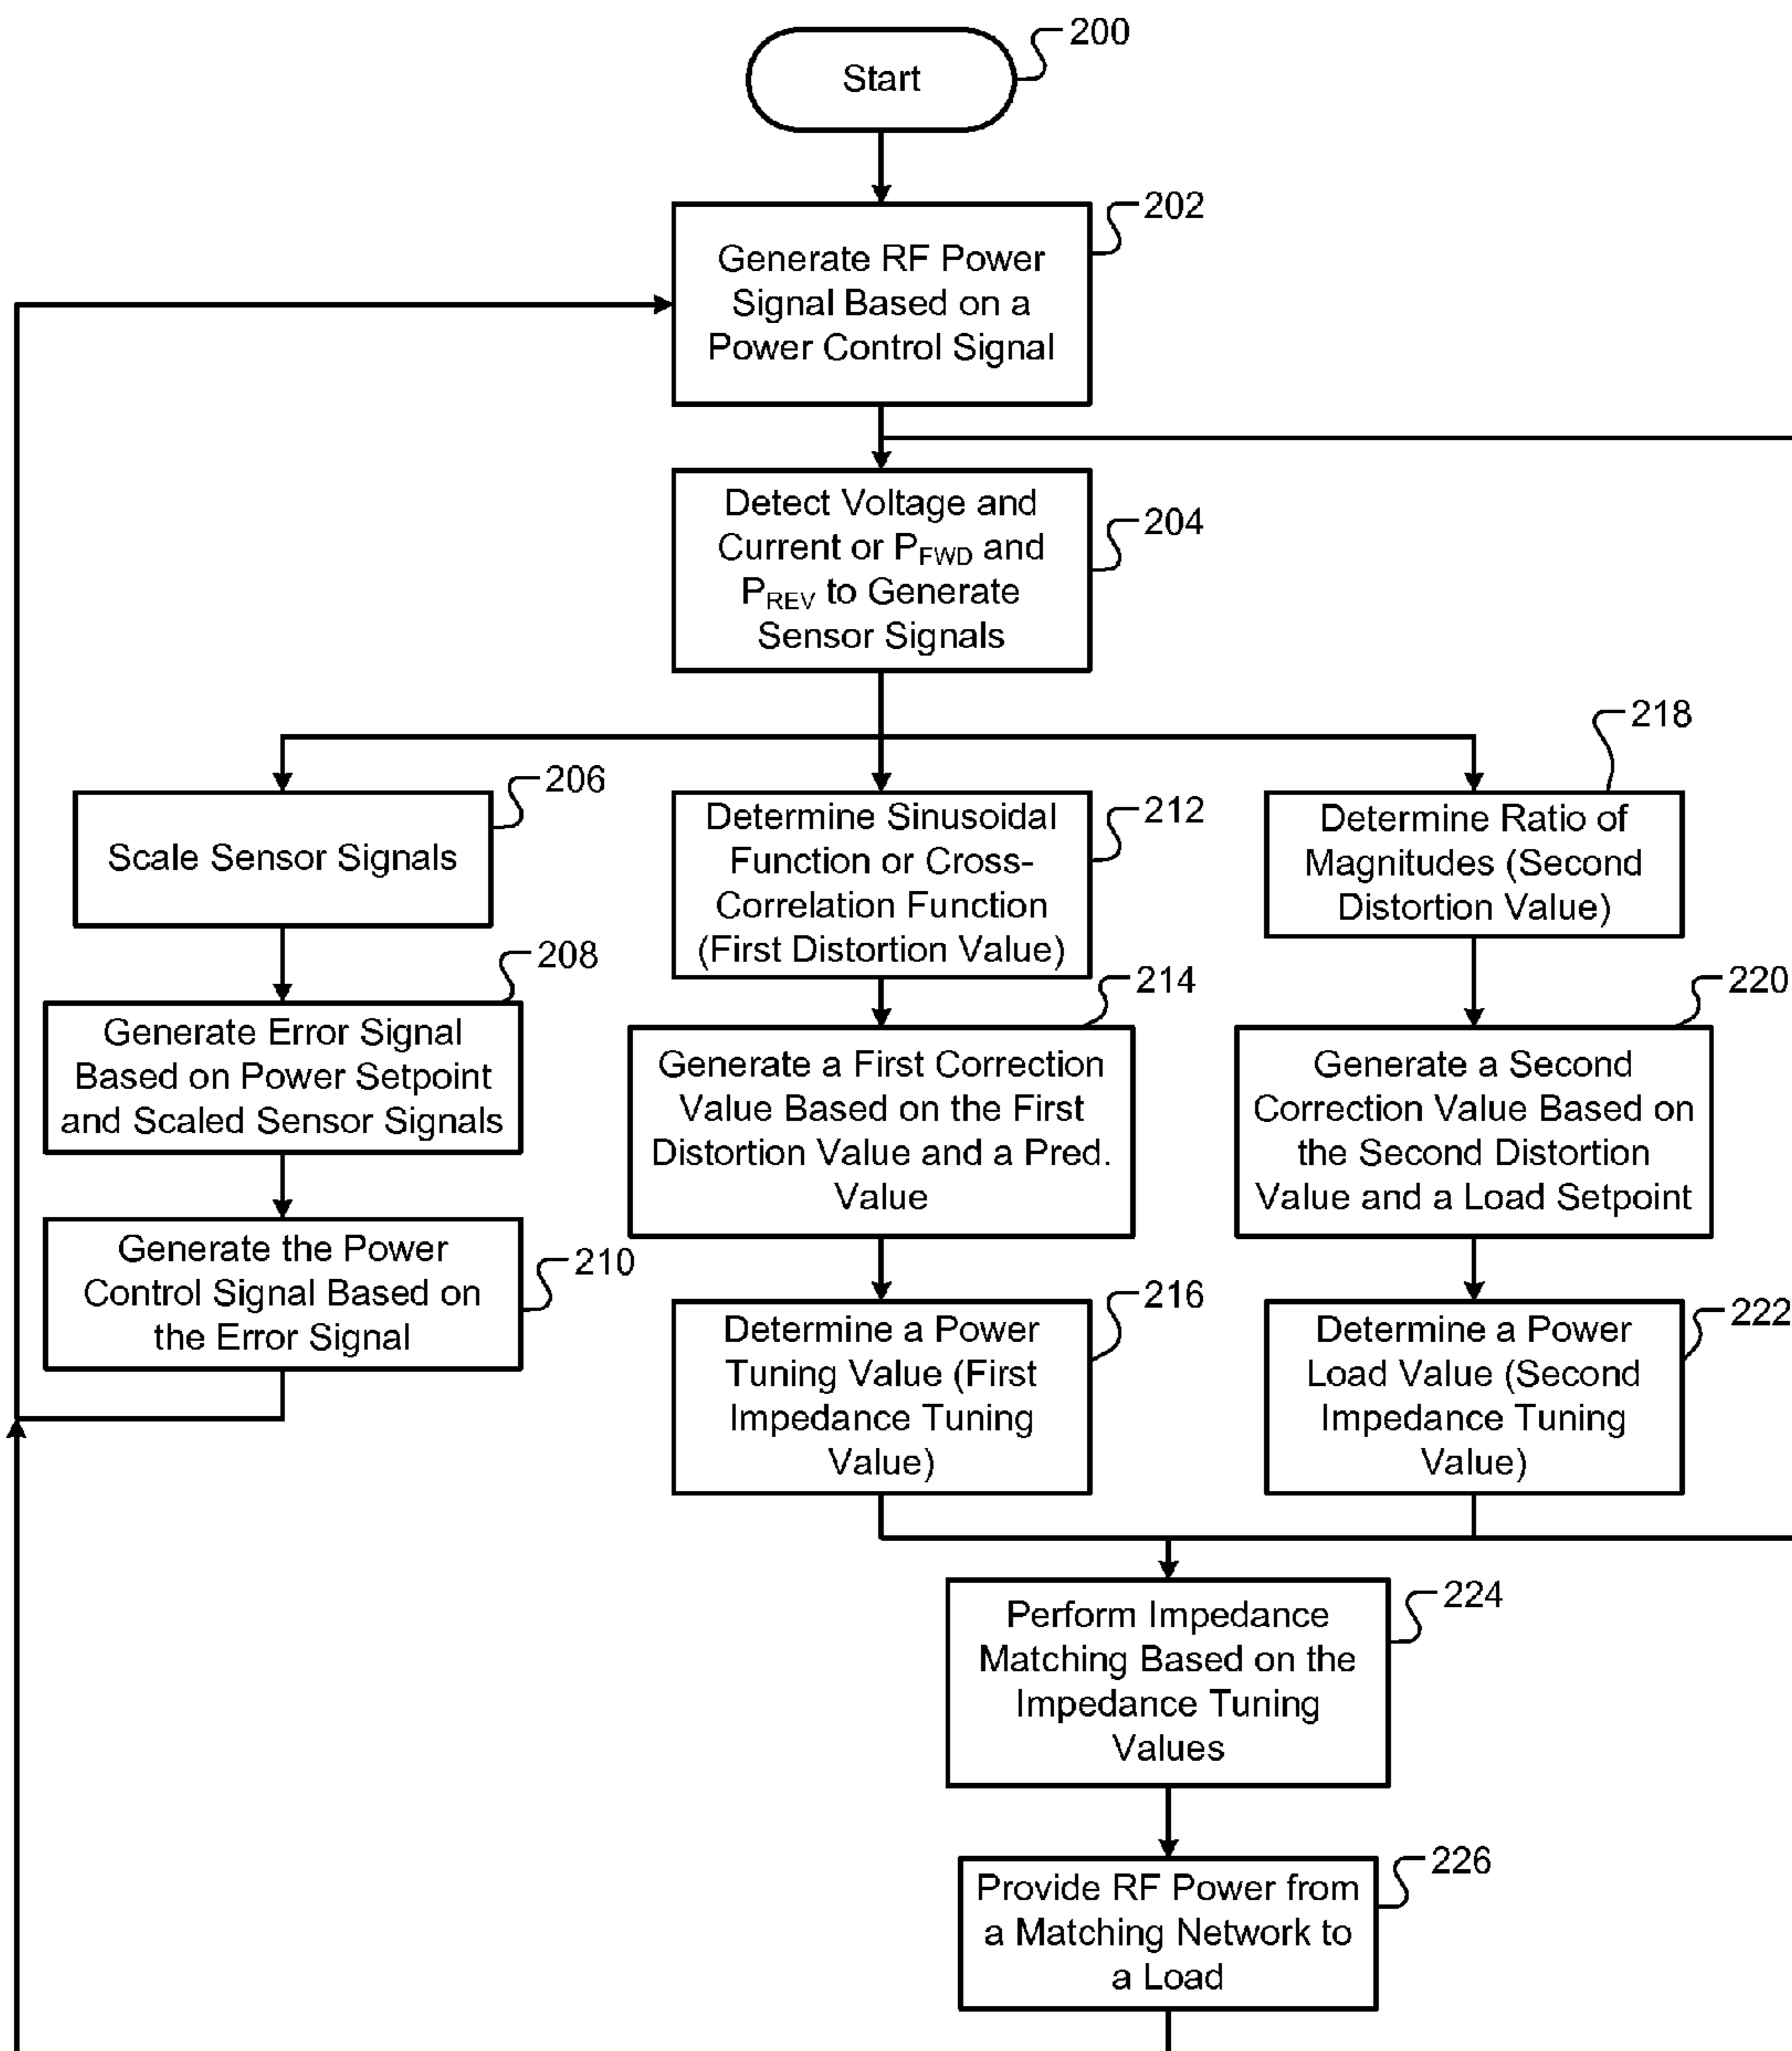 Start
200
202
Generate RF Power
Signal Based on a
Power Control Signal
204
Detect Voltage and
Current or PFWD and
PREV to Generate
Sensor Signals
206
Scale Sensor Signals
208
Generate Error Signal
Based on Power Setpoint
and Scaled Sensor Signals
210
Generate the Power
Control Signal Based on
the Error Signal
212
Determine Sinusoidal
Function or Cross-
Correlation Function
(First Distortion Value)
214
Generate a First Correction
Value Based on the First
Distortion Value and a Pred.
Value
216
Determine a Power
Tuning Value (First
Impedance Tuning
Value)
218
Determine Ratio of
Magnitudes (Second
Distortion Value)
220
Generate a Second
Correction Value Based on
the Second Distortion
Value and a Load Setpoint
222
Determine a Power
Load Value (Second
Impedance Tuning
Value)
224
Perform Impedance
Matching Based on the
Impedance Tuning
Values
226
Provide RF Power from
a Matching Network to
a Load